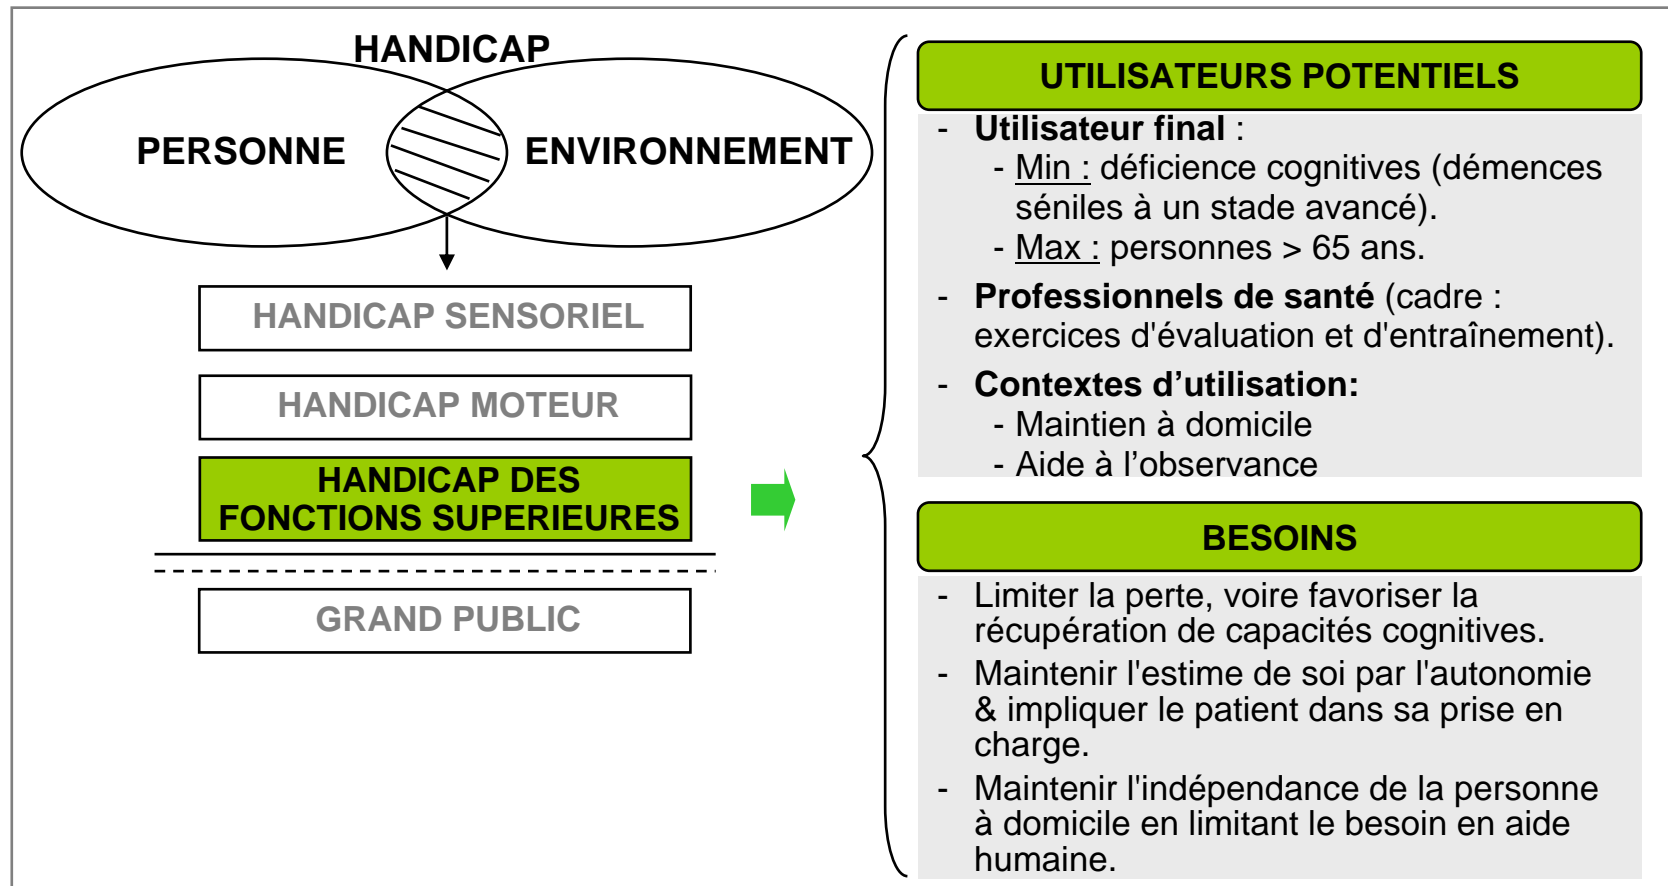 HANDICAP
PERSONNE
ENVIRONNEMENT
HANDICAP SENSORIEL
HANDICAP MOTEUR
HANDICAP DES
FONCTIONS SUPERIEURES
GRAND PUBLIC
UTILISATEURS POTENTIELS
- Utilisateur final :
- Min : déficience cognitives (démences
séniles à un stade avancé).
- Max : personnes > 65 ans.
- Professionnels de santé (cadre :
exercices d'évaluation et d'entraînement).
- Contextes d’utilisation:
- Maintien à domicile
- Aide à l’observance
BESOINS
- Limiter la perte, voire favoriser la
récupération de capacités cognitives.
- Maintenir l'estime de soi par l'autonomie
& impliquer le patient dans sa prise en
charge.
- Maintenir l'indépendance de la personne
à domicile en limitant le besoin en aide
humaine.